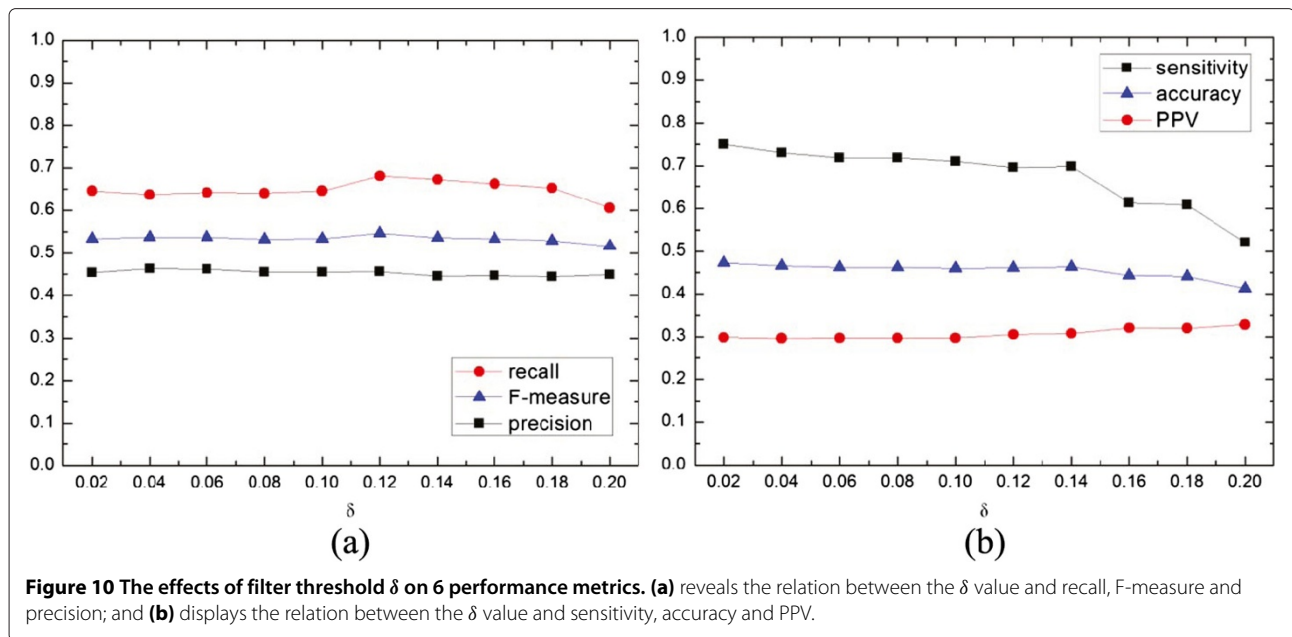 1.0
0.9
0.8
0.7
0.6
0.5
0.4
0.3
0.2
0.1
0.0
recall
F-measure
precision
0.02 0.04 0.06 0.08 0.10 0.12 0.14 0.16 0.18 0.20
δ
(a)
1.0
0.9
0.8
0.7
0.6
0.5
0.4
0.3
0.2
0.1
0.0
sensitivity
accuracy
PPV
0.02 0.04 0.06 0.08 0.10 0.12 0.14 0.16 0.18 0.20
δ
(b)
Figure 10 The effects of filter threshold δ on 6 performance metrics. (a) reveals the relation between the δ value and recall, F-measure and
precision; and (b) displays the relation between the δ value and sensitivity, accuracy and PPV.